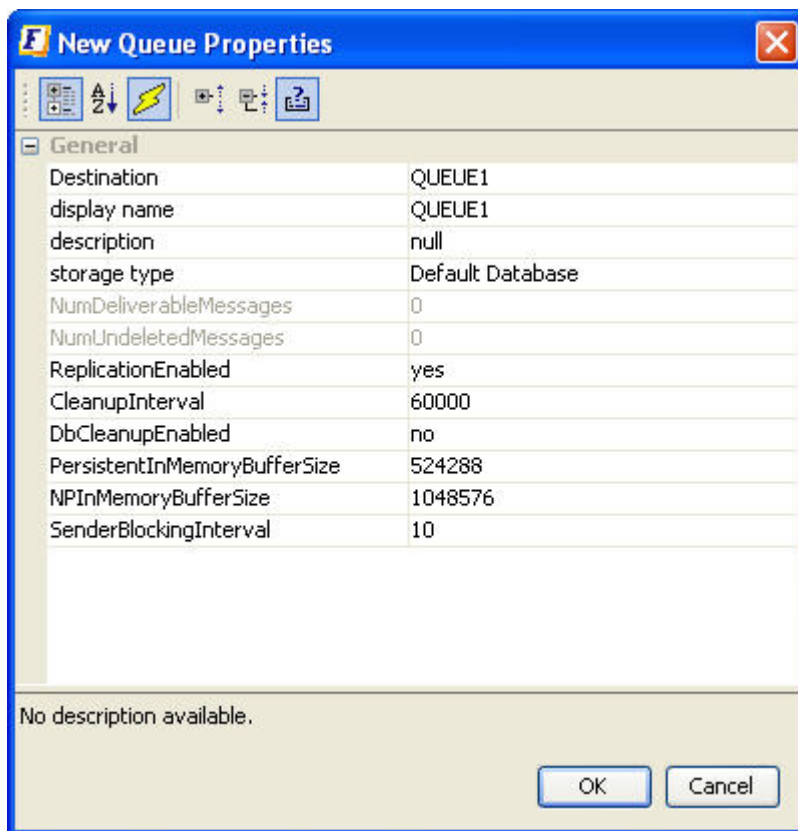 New Queue Properties
General
Destination QUEUE1
display name QUEUE1
description null
storage type Default Database
NumDeliverableMessages 0
NumUndeletedMessages 0
ReplicationEnabled yes
CleanupInterval 60000
DbCleanupEnabled no
PersistentInMemoryBufferSize 524288
NPInMemoryBufferSize 1048576
SenderBlockingInterval 10
No description available.
OK Cancel